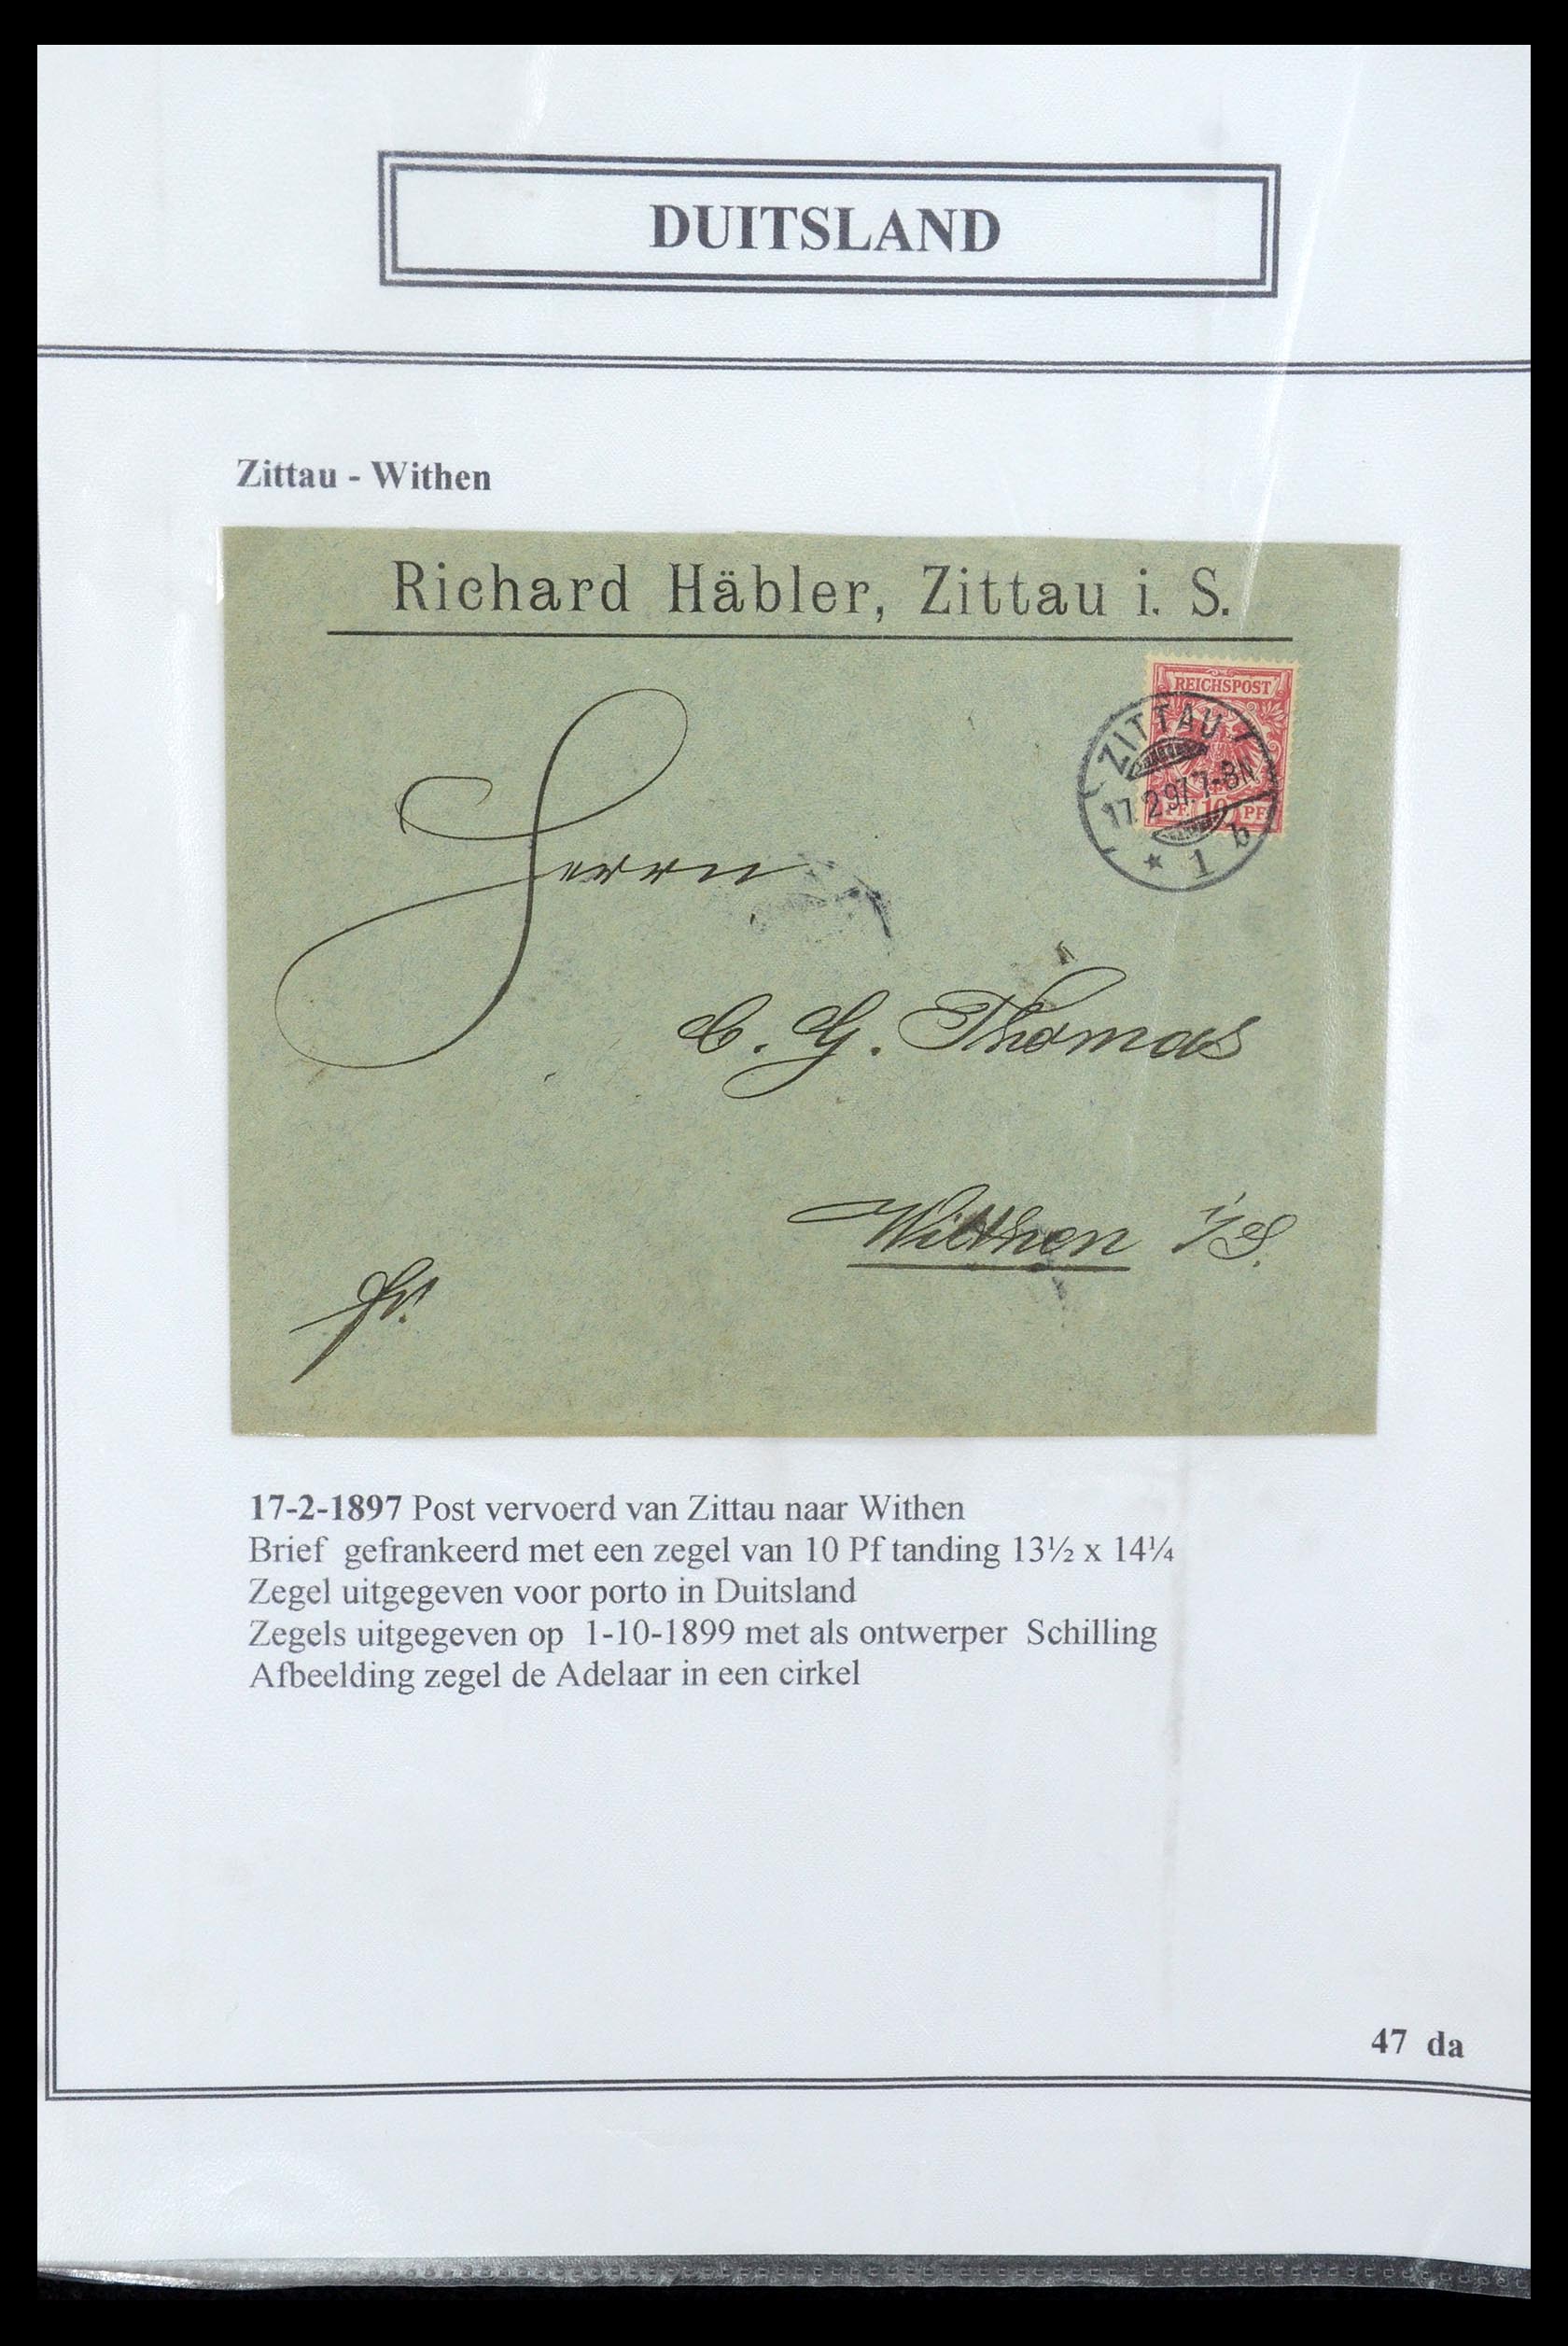 DUITSLAND
Zittau - Withen
Richard Häbler, Zittau i. S.
REICHSPOST
ZITTAU
17.2.97.7-8N
PF. 10 PF
* 1 b
Herrn
C. G. Thomas
Wilthen i/S.
fr.
17-2-1897 Post vervoerd van Zittau naar Withen
Brief gefrankeerd met een zegel van 10 Pf tanding 13½ x 14¼
Zegel uitgegeven voor porto in Duitsland
Zegels uitgegeven op 1-10-1899 met als ontwerper Schilling
Afbeelding zegel de Adelaar in een cirkel
47 da